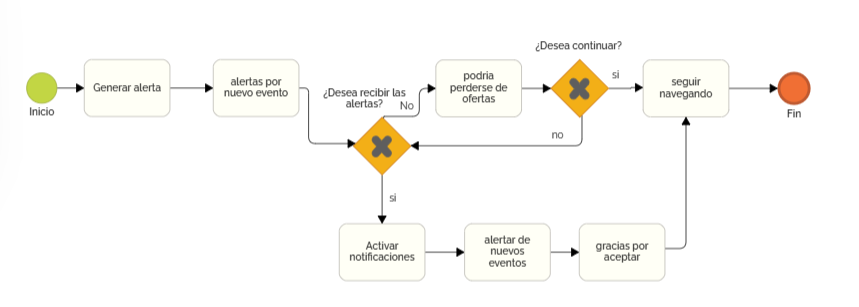 ¿Desea continuar?
Generar alerta
alertas por
nuevo evento
¿Desea recibir las
alertas?
No
podria
perderse de
ofertas
si
seguir
navegando
Inicio
Fin
no
si
Activar
notificaciones
alertar de
nuevos
eventos
gracias por
aceptar